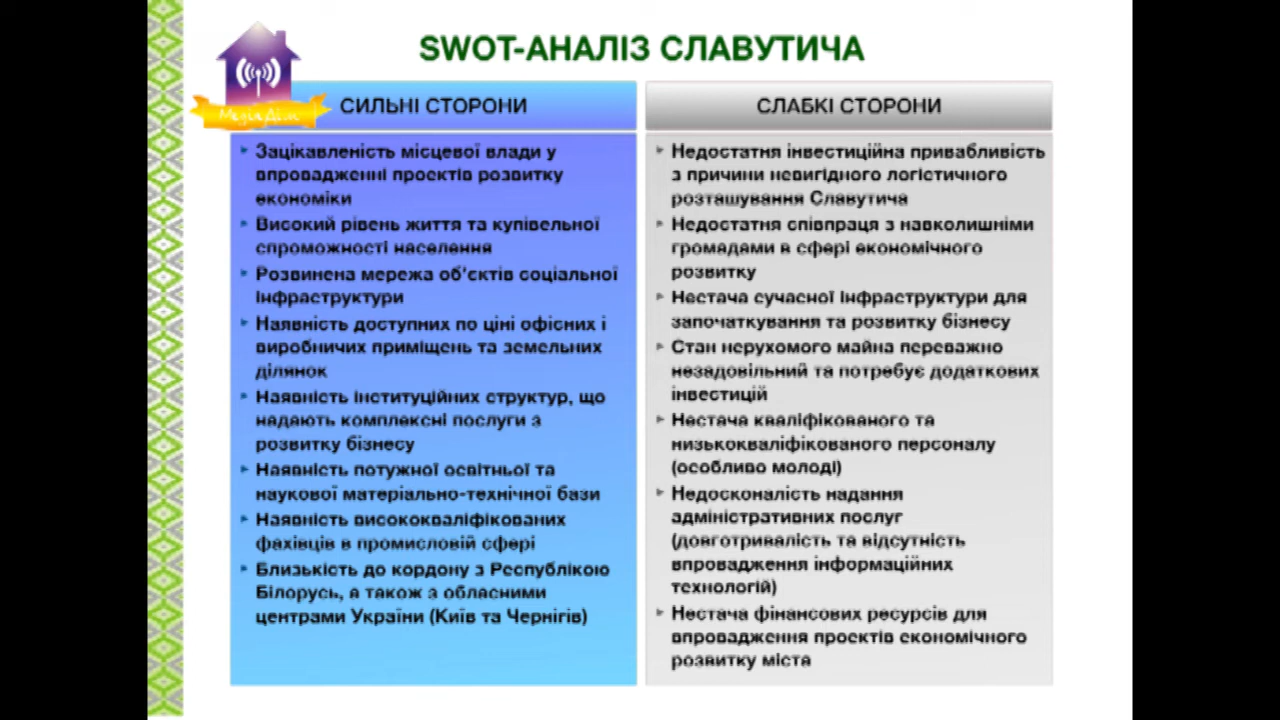 SWOT-АНАЛІЗ СЛАВУТИЧА
МедіаДім
СИЛЬНІ СТОРОНИ
Зацікавленість місцевої влади у
впровадженні проектів розвитку
економіки
Високий рівень життя та купівельної
спроможності населення
Розвинена мережа об'єктів соціальної
інфраструктури
Наявність доступних по ціні офісних і
виробничих приміщень та земельних
ділянок
Наявність інституційних структур, що
надають комплексні послуги з
розвитку бізнесу
Наявність потужної освітньої та
наукової матеріально-технічної бази
Наявність висококваліфікованих
фахівців в промисловій сфері
Близькість до кордону з Республікою
Білорусь, а також з обласними
центрами України (Київ та Чернігів)
СЛАБКІ СТОРОНИ
Недостатня інвестиційна привабливість
з причини невигідного логістичного
розташування Славутича
Недостатня співпраця з навколишніми
громадами в сфері економічного
розвитку
Нестача сучасної інфраструктури для
започаткування та розвитку бізнесу
Стан нерухомого майна переважно
незадовільний та потребує додаткових
інвестицій
Нестача кваліфікованого та
низькокваліфікованого персоналу
(особливо молоді)
Недосконалість надання
адміністративних послуг
(довготривалість та відсутність
впровадження інформаційних
технологій)
Нестача фінансових ресурсів для
впровадження проектів економічного
розвитку міста